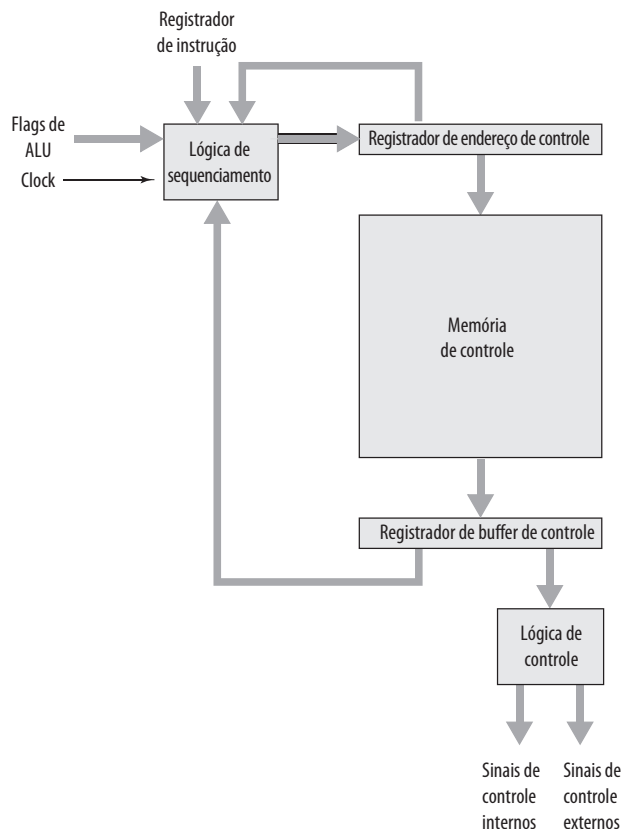 Registrador
de instrução
Flags de
ALU
Clock
Lógica de
sequenciamento
Registrador de endereço de controle
Memória
de controle
Registrador de buffer de controle
Lógica de
controle
Sinais de
controle
internos
Sinais de
controle
externos